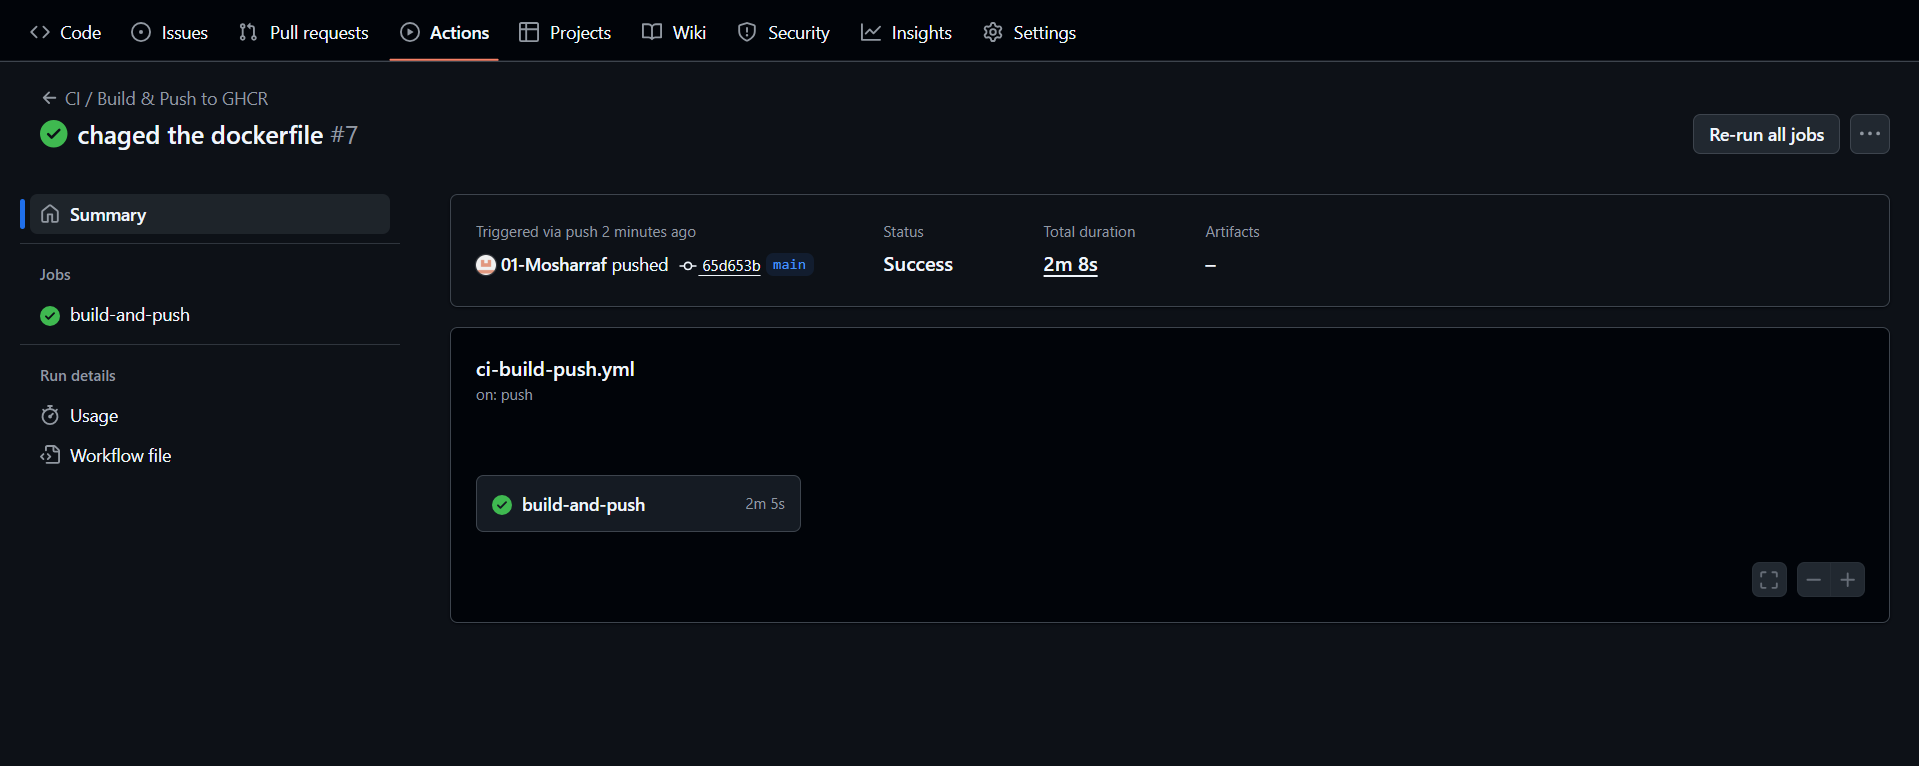 Code Issues Pull requests Actions Projects Wiki Security Insights Settings
CI / Build & Push to GHCR
chaged the dockerfile #7
Re-run all jobs
Summary
Jobs
build-and-push
Run details
Usage
Workflow file
Triggered via push 2 minutes ago
01-Mosharraf pushed 65d653b main
Status
Success
Total duration
2m 8s
Artifacts
–
ci-build-push.yml
on: push
build-and-push 2m 5s